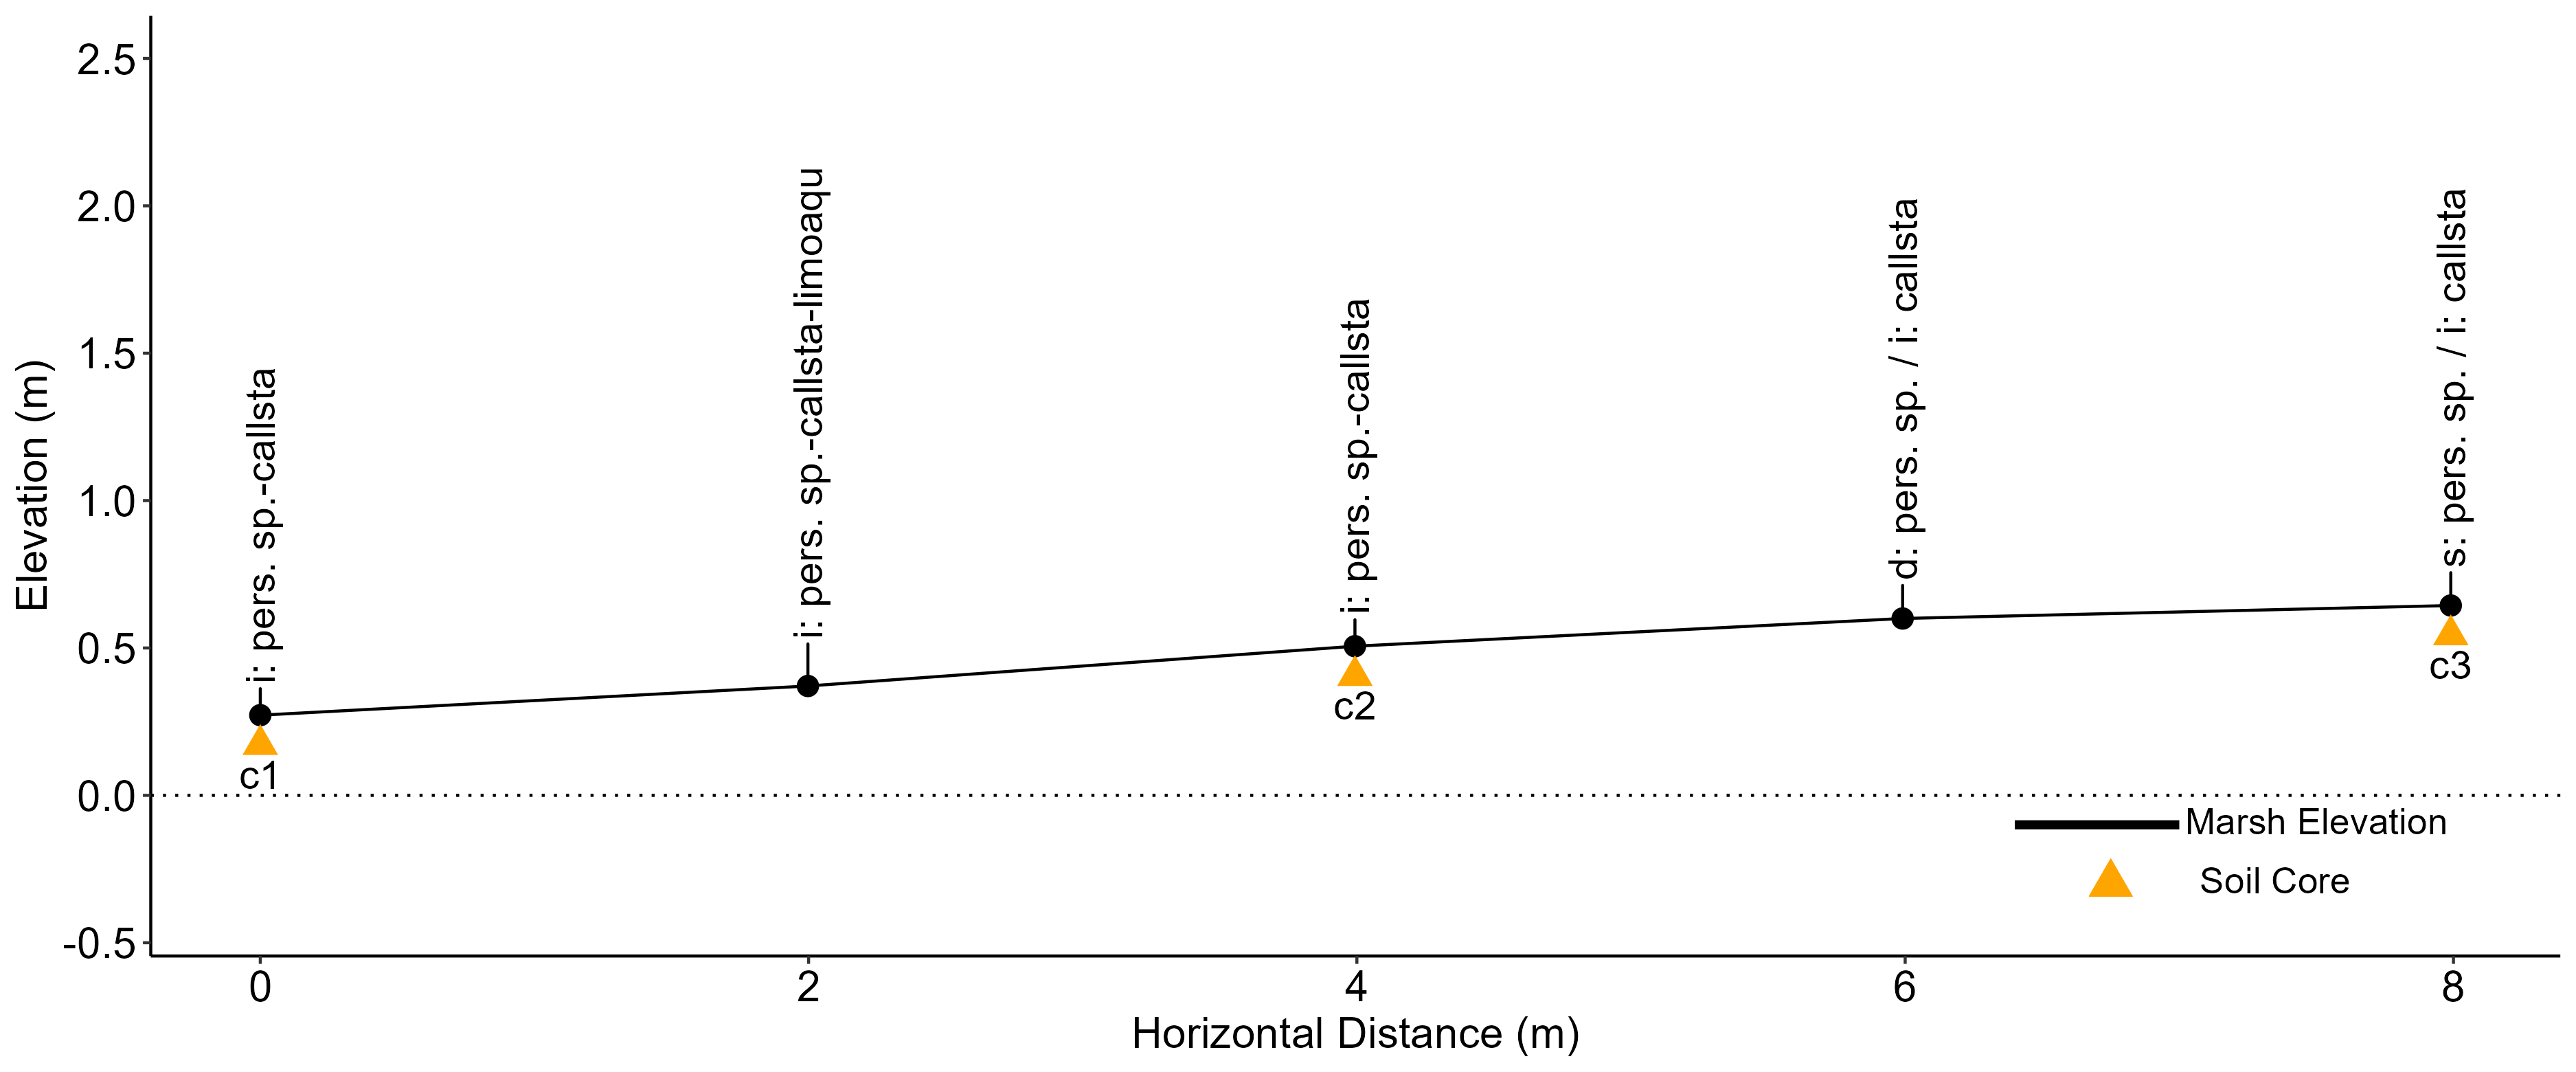 2.5
2.0
1.5
1.0
0.5
0.0
-0.5
Elevation (m)
i: pers. sp.-callsta
i: pers. sp.-callsta-limoaqu
i: pers. sp.-callsta
d: pers. sp. / i: callsta
s: pers. sp. / i: callsta
c1
c2
c3
Marsh Elevation
Soil Core
0
2
4
6
8
Horizontal Distance (m)